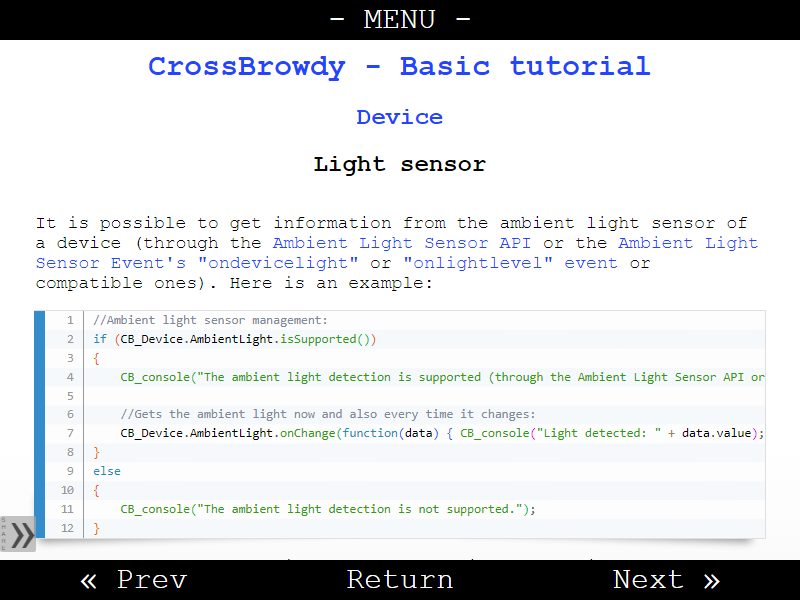 - MENU -
CrossBrowdy - Basic tutorial
Device
Light sensor
It is possible to get information from the ambient light sensor of
a device (through the Ambient Light Sensor API or the Ambient Light
Sensor Event's "ondevicelight" or "onlightlevel" event or
compatible ones). Here is an example:
1 //Ambient light sensor management:
2 if (CB_Device.AmbientLight.isSupported())
3 {
4 CB_console("The ambient light detection is supported (through the Ambient Light Sensor API or
5
6 //Gets the ambient light now and also every time it changes:
7 CB_Device.AmbientLight.onChange(function(data) { CB_console("Light detected: " + data.value);
8 }
9 else
10 {
11 CB_console("The ambient light detection is not supported.");
12 }
SHARE »
« Prev Return Next »